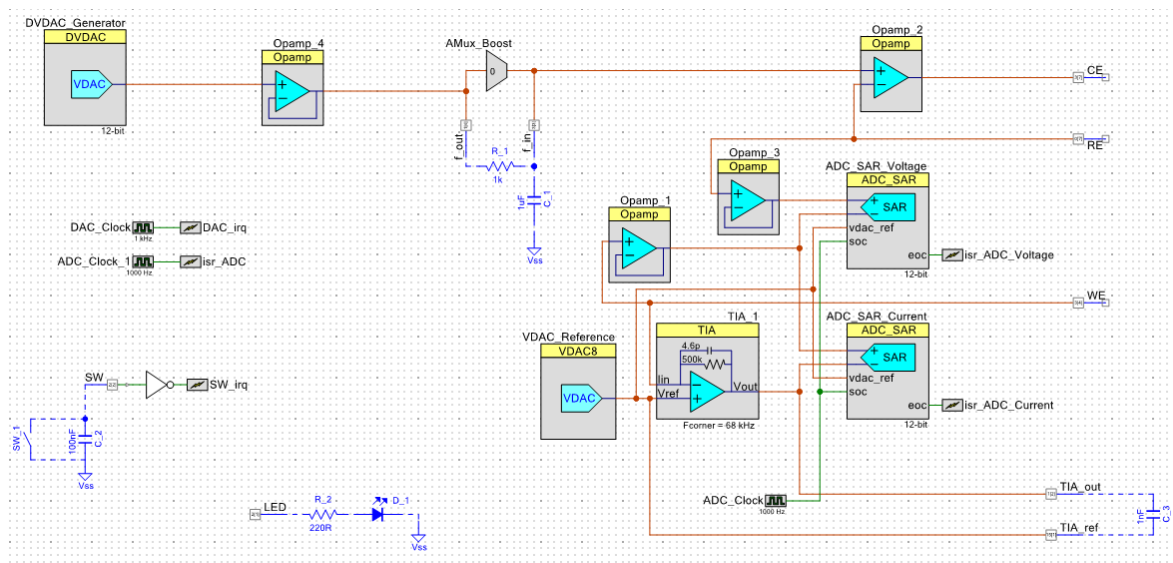 DVDAC_Generator
DVDAC
VDAC
12-bit
Opamp_4
Opamp
AMux_Boost
0
Opamp_2
Opamp
CE
RE
f_out
f_in
R_1
1k
1uF
C_1
Vss
Opamp_3
Opamp
ADC_SAR_Voltage
ADC_SAR
SAR
vdac_ref
soc
eoc
isr_ADC_Voltage
12-bit
Opamp_1
Opamp
DAC_Clock
1 kHz
DAC_irq
ADC_Clock_1
1000 Hz
isr_ADC
WE
VDAC_Reference
VDAC8
VDAC
TIA_1
TIA
4.6p
500k
Iin
Vref
Vout
Fcorner = 68 kHz
ADC_SAR_Current
ADC_SAR
SAR
vdac_ref
soc
eoc
isr_ADC_Current
12-bit
SW
SW_irq
SW_1
100nF
C_2
Vss
ADC_Clock
1000 Hz
TIA_out
TIA_ref
1nF
C_3
LED
R_2
220R
D_1
Vss